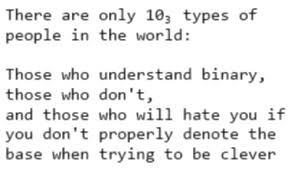 There are only 10₃ types of
people in the world:

Those who understand binary,
those who don't,
and those who will hate you if
you don't properly denote the
base when trying to be clever